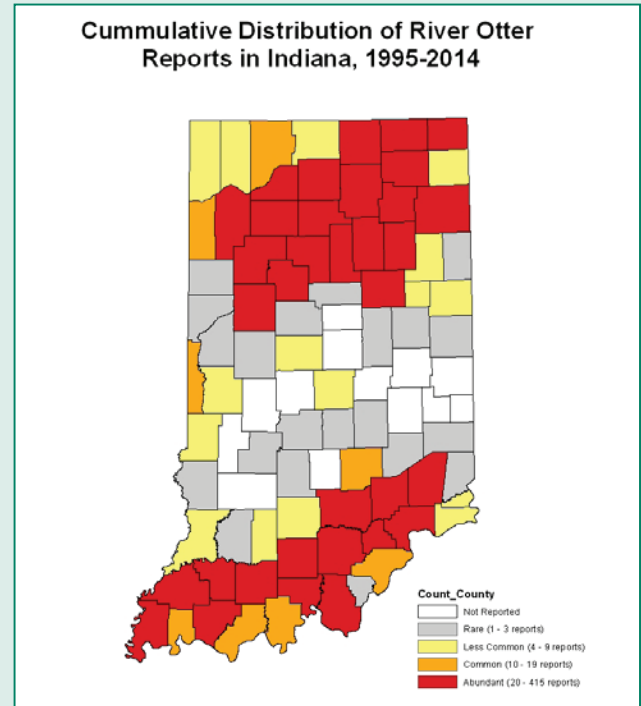 Cummulative Distribution of River Otter
Reports in Indiana, 1995-2014
Count_County
Not Reported
Rare (1 - 3 reports)
Less Common (4 - 9 reports)
Common (10 - 19 reports)
Abundant (20 - 415 reports)